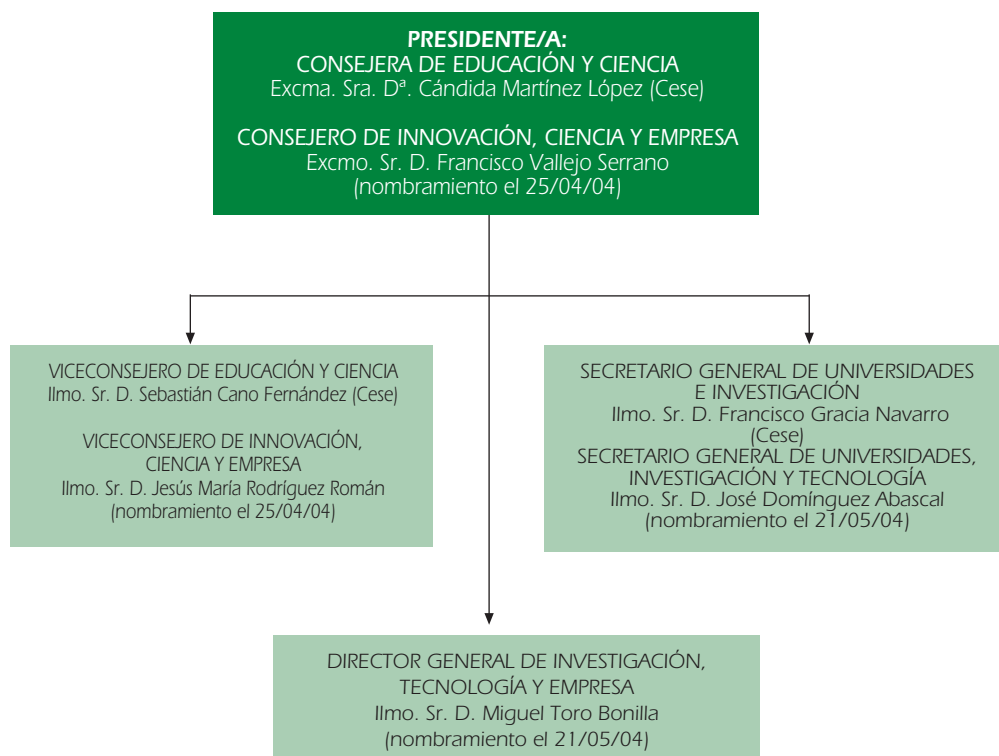 PRESIDENTE/A:
CONSEJERA DE EDUCACIÓN Y CIENCIA
Excma. Sra. Dª. Cándida Martínez López (Cese)
CONSEJERO DE INNOVACIÓN, CIENCIA Y EMPRESA
Excmo. Sr. D. Francisco Vallejo Serrano
(nombramiento el 25/04/04)
VICECONSEJERO DE EDUCACIÓN Y CIENCIA
Ilmo. Sr. D. Sebastián Cano Fernández (Cese)
VICECONSEJERO DE INNOVACIÓN,
CIENCIA Y EMPRESA
Ilmo. Sr. D. Jesús María Rodríguez Román
(nombramiento el 25/04/04)
SECRETARIO GENERAL DE UNIVERSIDADES
E INVESTIGACIÓN
Ilmo. Sr. D. Francisco Gracia Navarro
(Cese)
SECRETARIO GENERAL DE UNIVERSIDADES,
INVESTIGACIÓN Y TECNOLOGÍA
Ilmo. Sr. D. José Domínguez Abascal
(nombramiento el 21/05/04)
DIRECTOR GENERAL DE INVESTIGACIÓN,
TECNOLOGÍA Y EMPRESA
Ilmo. Sr. D. Miguel Toro Bonilla
(nombramiento el 21/05/04)